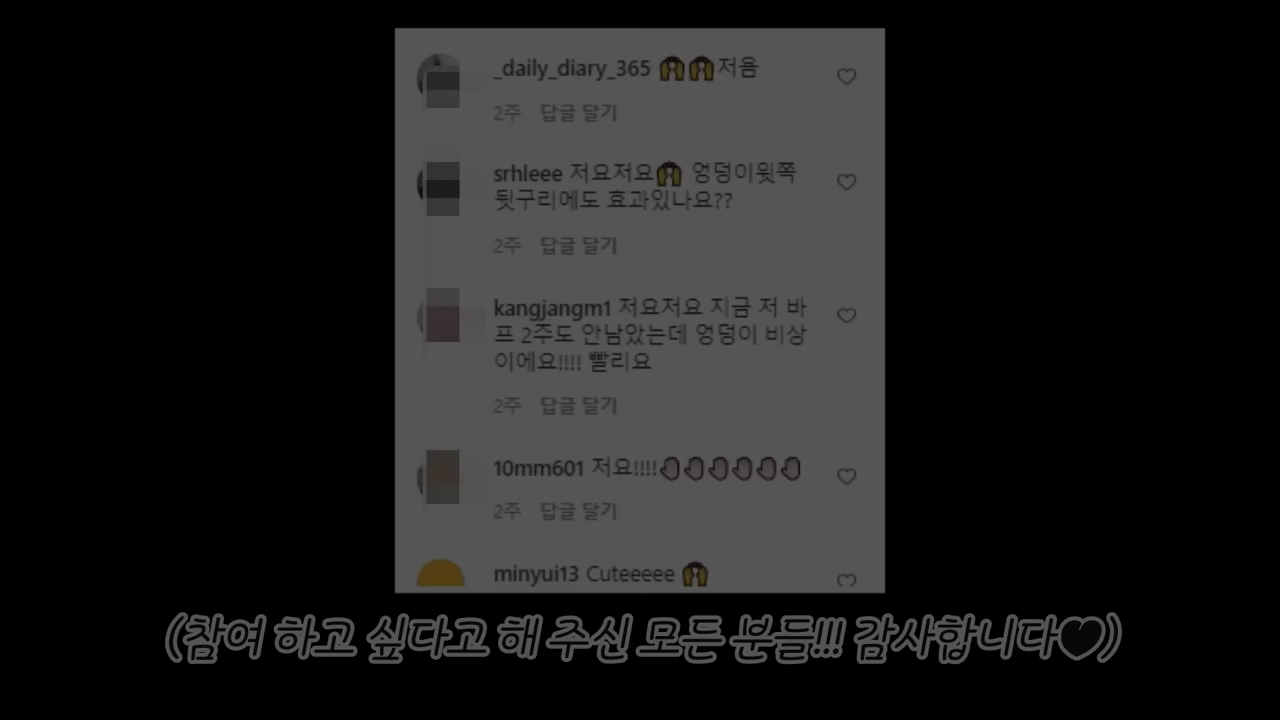 _daily_diary_365 🙌🙌저욤
2주 답글 달기
srhleee 저요저요🙌 엉덩이윗쪽
뒷구리에도 효과있나요??
2주 답글 달기
kangjangm1 저요저요 지금 저 바
프 2주도 안남았는데 엉덩이 비상
이에요!!!! 빨리요
2주 답글 달기
10mm601 저요!!!!🤚🤚🤚🤚🤚🤚
2주 답글 달기
minyui13 Cuteeeee 🙌
(참여 하고 싶다고 해 주신 모든 분들!!! 감사합니다♡)